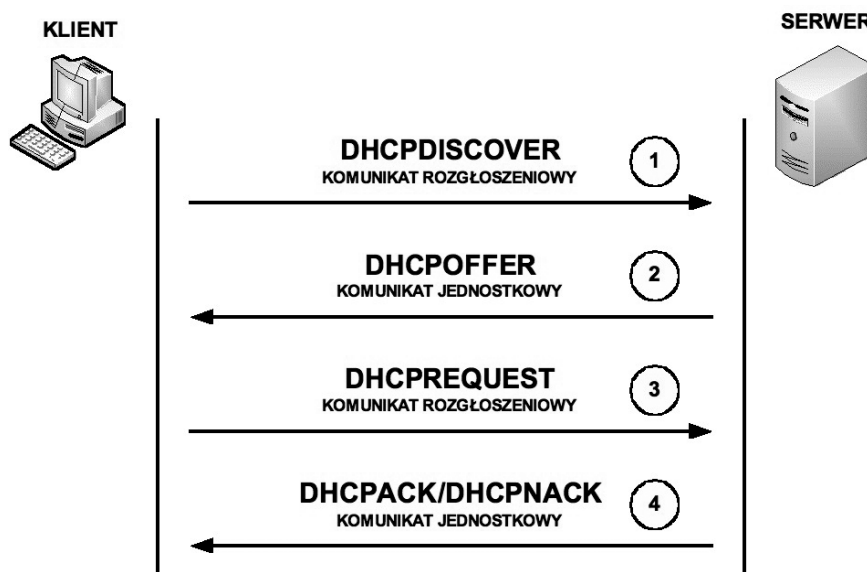 KLIENT
SERWER
DHCPDISCOVER
1
KOMUNIKAT ROZGŁOSZENIOWY
DHCPOFFER
2
KOMUNIKAT JEDNOSTKOWY
DHCPREQUEST
3
KOMUNIKAT ROZGŁOSZENIOWY
DHCPACK/DHCPNACK
4
KOMUNIKAT JEDNOSTKOWY